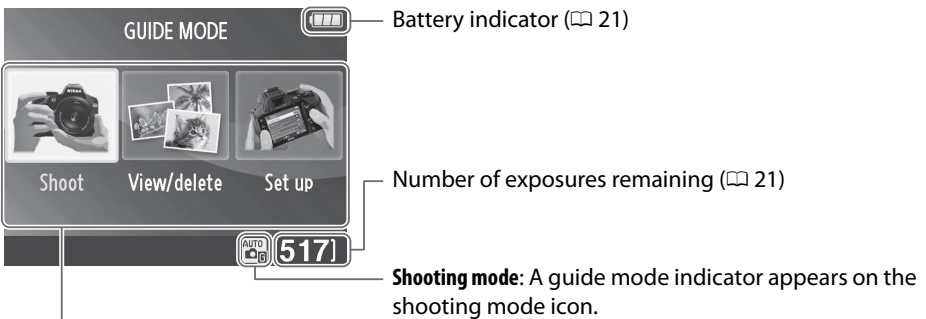 GUIDE MODE
Battery indicator (📖 21)
Shoot View/delete Set up
Number of exposures remaining (📖 21)
AUTO G 517]
Shooting mode: A guide mode indicator appears on the
shooting mode icon.